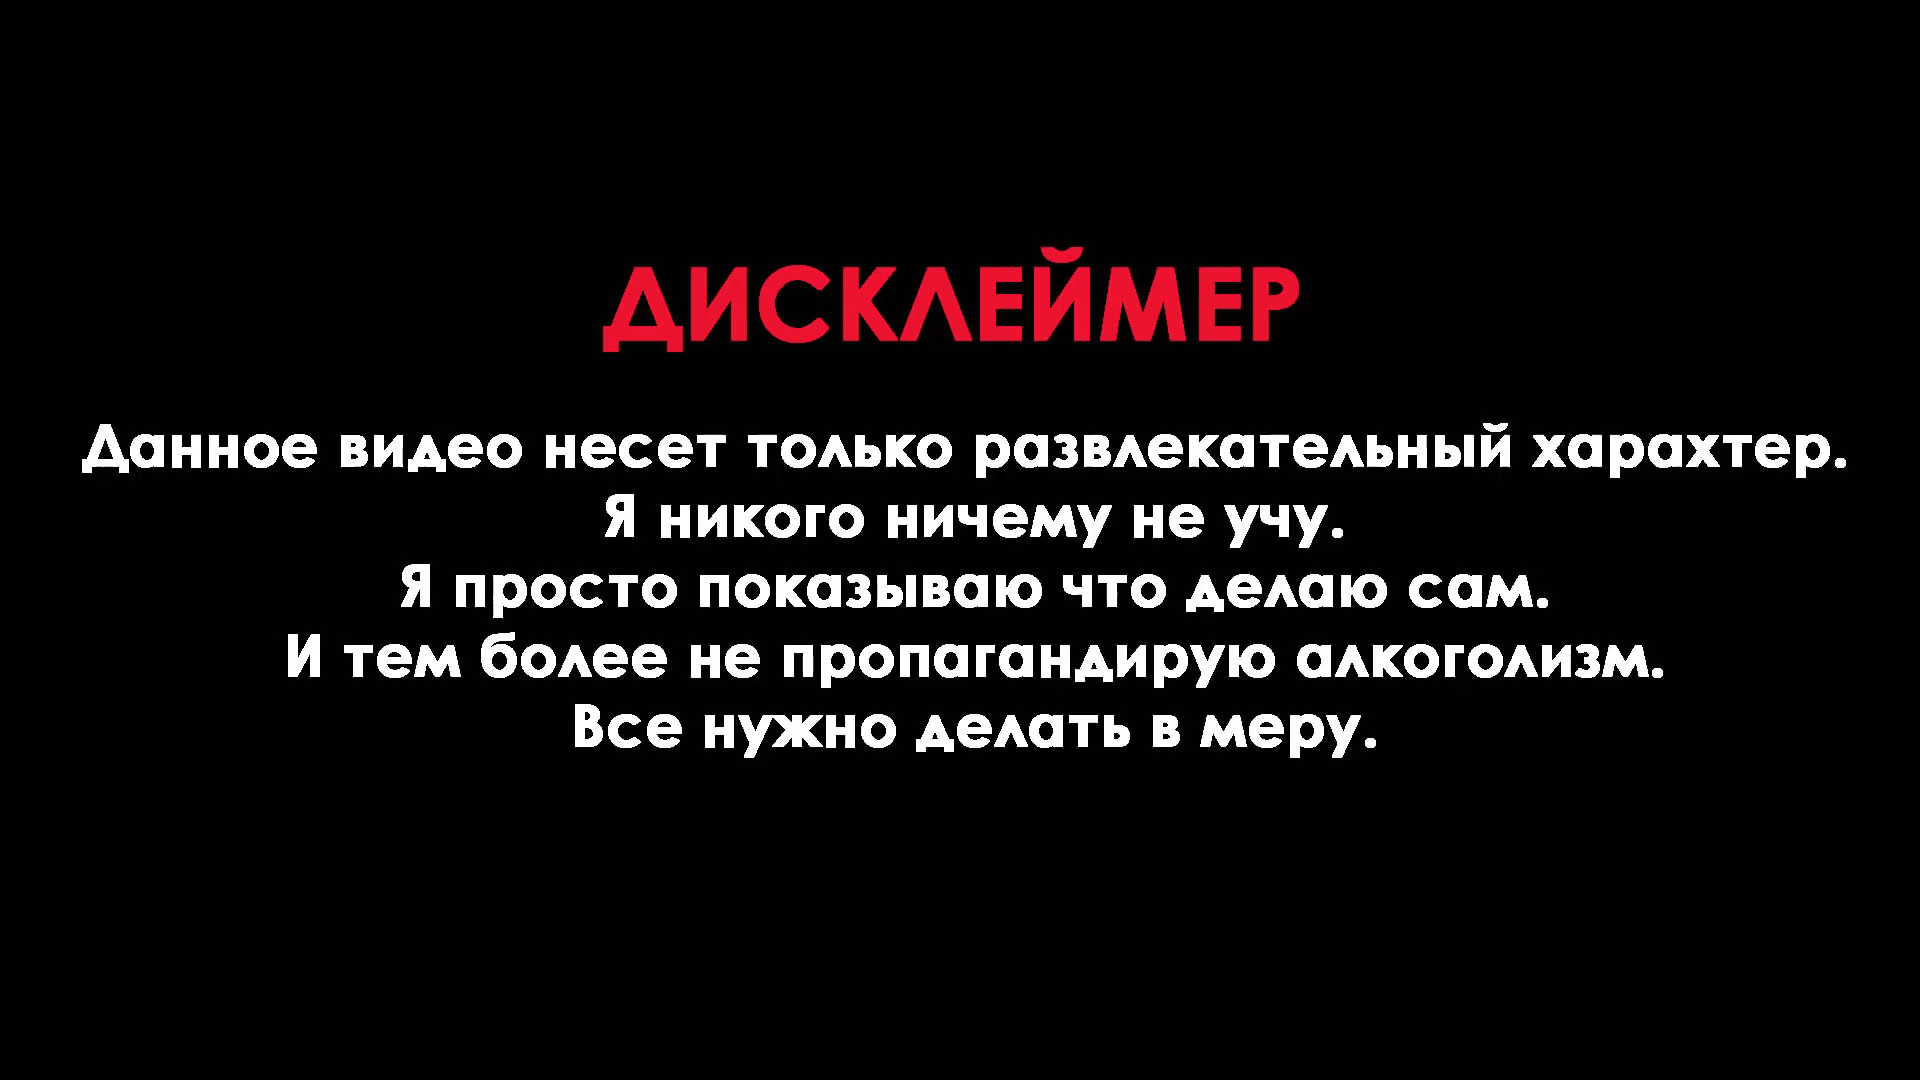 ДИСКЛЕЙМЕР
Данное видео несет только развлекательный харахтер.
Я никого ничему не учу.
Я просто показываю что делаю сам.
И тем более не пропагандирую алкоголизм.
Все нужно делать в меру.